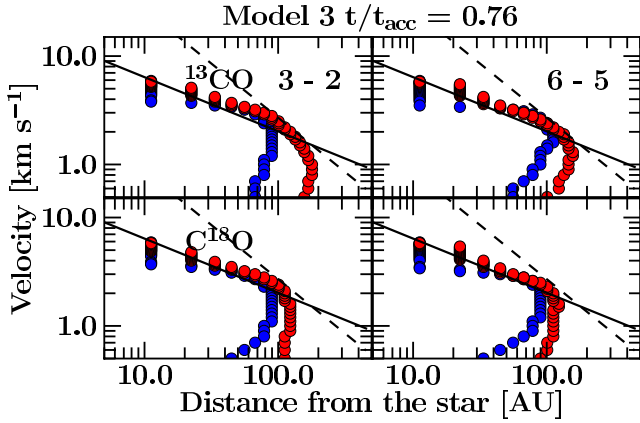 Model 3 t/t_acc = 0.76
10.0
¹³CO
3 - 2
6 - 5
1.0
Velocity [km s⁻¹]
10.0
C¹⁸O
1.0
10.0
100.0
10.0
100.0
Distance from the star [AU]